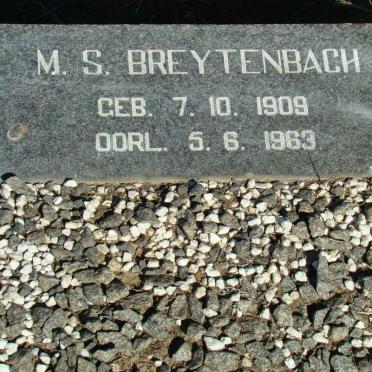 M. S. BREYTENBACH
GEB. 7. 10. 1909
OORL. 5. 6. 1963